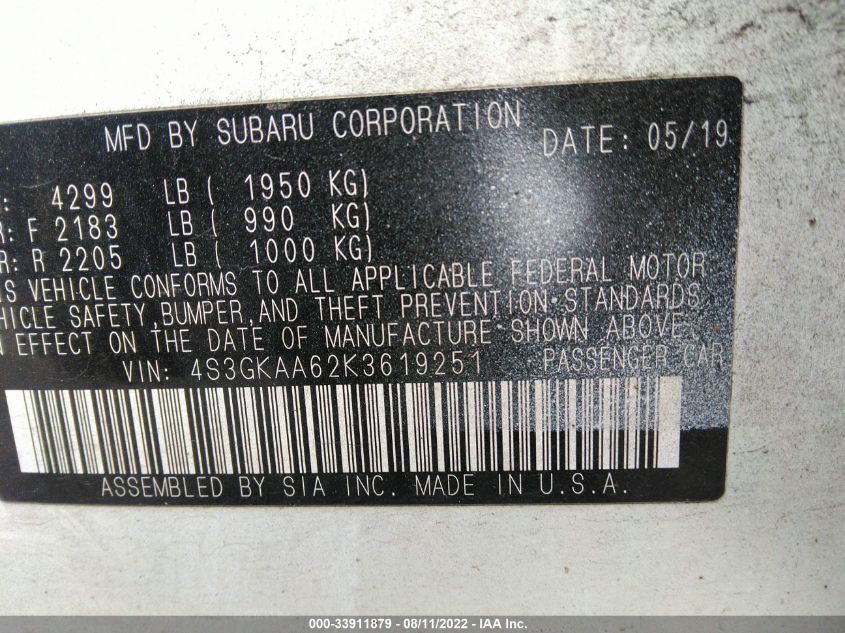 MFD BY SUBARU CORPORATION DATE: 05/19
: 4299 LB ( 1950 KG)
R: F 2183 LB ( 990 KG)
R: R 2205 LB ( 1000 KG)
IS VEHICLE CONFORMS TO ALL APPLICABLE FEDERAL MOTOR
HICLE SAFETY, BUMPER, AND THEFT PREVENTION STANDARDS
N EFFECT ON THE DATE OF MANUFACTURE SHOWN ABOVE
VIN: 4S3GKAA62K3619251 PASSENGER CAR
ASSEMBLED BY SIA INC. MADE IN U.S.A.
000-33911879 - 08/11/2022 - IAA Inc.